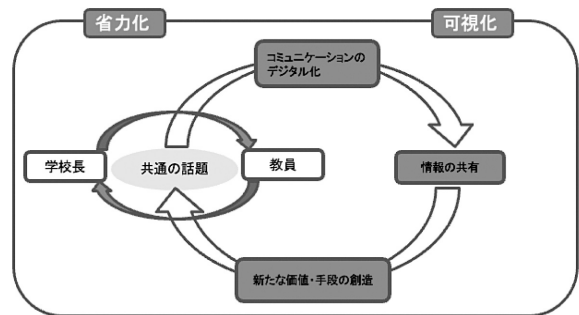 省力化
可視化
コミュニケーションの
デジタル化
学校長
共通の話題
教員
情報の共有
新たな価値・手段の創造